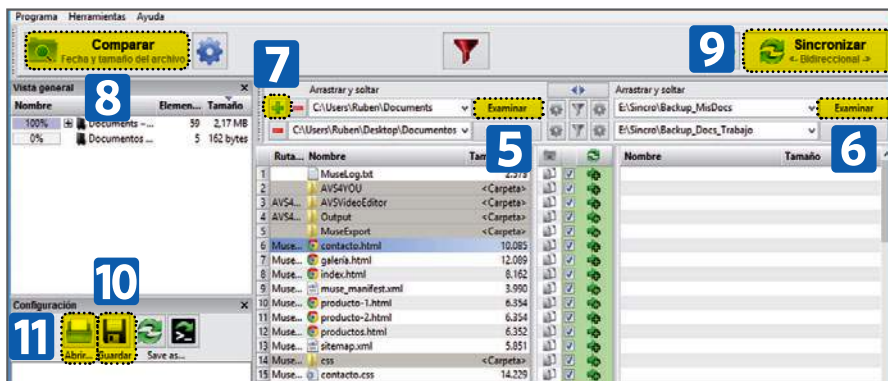 Programa Herramientas Ayuda
Comparar
Fecha y tamaño del archivo
9
Sincronizar
<- Bidireccional ->
7
Vista general
8
Nombre Elemen... Tamaño
100% Documents -... 59 2,17 MB
0% Documentos ... 5 162 bytes
Arrastrar y soltar
C:\Users\Ruben\Documents Examinar
C:\Users\Ruben\Desktop\Documentos
5
Arrastrar y soltar
E:\Sincro\Backup_MisDocs Examinar
E:\Sincro\Backup_Docs_Trabajo
6
Ruta... Nombre Tam
Nombre Tamaño
1 MuseLog.txt 2.373
2 AVS4YOU <Carpeta>
3 AVS4... AVSVideoEditor <Carpeta>
4 AVS4... Output <Carpeta>
5 MuseExport <Carpeta>
6 Muse... contacto.html 10.085
7 Muse... galería.html 12.089
8 Muse... index.html 8.162
9 Muse... muse_manifest.xml 3.990
10 Muse... producto-1.html 6.354
11 Muse... producto-2.html 6.354
12 Muse... productos.html 6.352
13 Muse... sitemap.xml 5.851
14 Muse... css <Carpeta>
15 Muse... contacto.css 14.229
10
Configuración
11
Abrir... Guardar Save as...